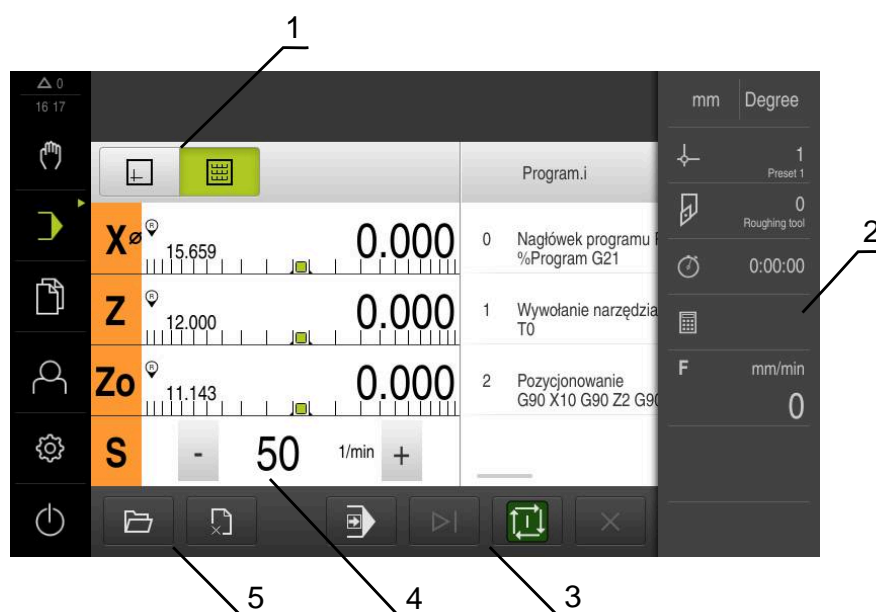 1
0
16 17
mm Degree
1
Preset 1
0
Roughing tool
0:00:00
F mm/min
0
2
Program.i
X⌀ R 15.659 0.000
Z R 12.000 0.000
Zo R 11.143 0.000
S - 50 1/min +
0 Nagłówek programu
%Program G21
1 Wywołanie narzędzia
T0
2 Pozycjonowanie
G90 X10 G90 Z2 G90
5
4
3